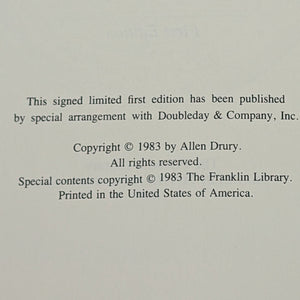 This signed limited first edition has been published
by special arrangement with Doubleday & Company, Inc.
Copyright © 1983 by Allen Drury.
All rights reserved.
Special contents copyright © 1983 The Franklin Library.
Printed in the United States of America.